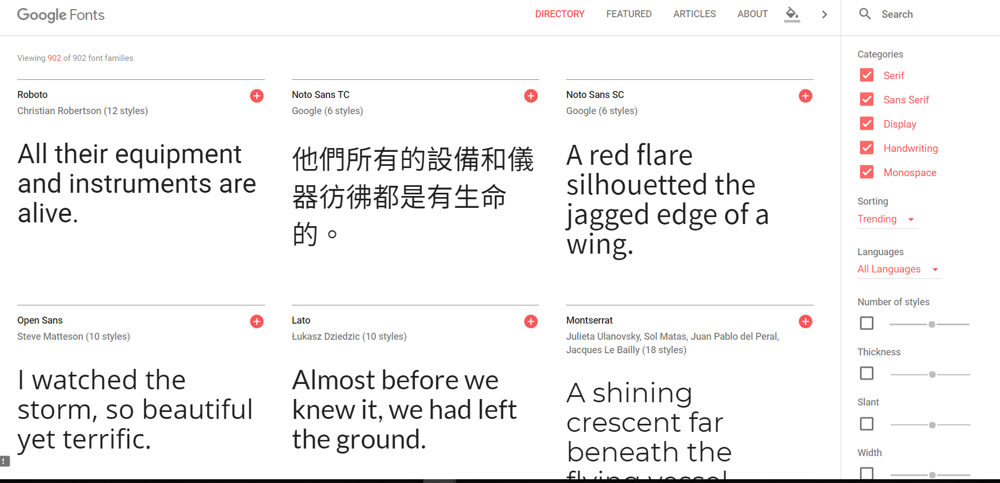 Google Fonts
DIRECTORY
FEATURED
ARTICLES
ABOUT
Search
Viewing 902 of 902 font families
Roboto
Christian Robertson (12 styles)
All their equipment
and instruments are
alive.
Noto Sans TC
Google (6 styles)
他們所有的設備和儀
器彷彿都是有生命
的。
Noto Sans SC
Google (6 styles)
A red flare
silhouetted the
jagged edge of a
wing.
Open Sans
Steve Matteson (10 styles)
I watched the
storm, so beautiful
yet terrific.
Lato
Łukasz Dziedzic (10 styles)
Almost before we
knew it, we had left
the ground.
Montserrat
Julieta Ulanovsky, Sol Matas, Juan Pablo del Peral,
Jacques Le Bailly (18 styles)
A shining
crescent far
beneath the
flying vessel
Categories
Serif
Sans Serif
Display
Handwriting
Monospace
Sorting
Trending
Languages
All Languages
Number of styles
Thickness
Slant
Width